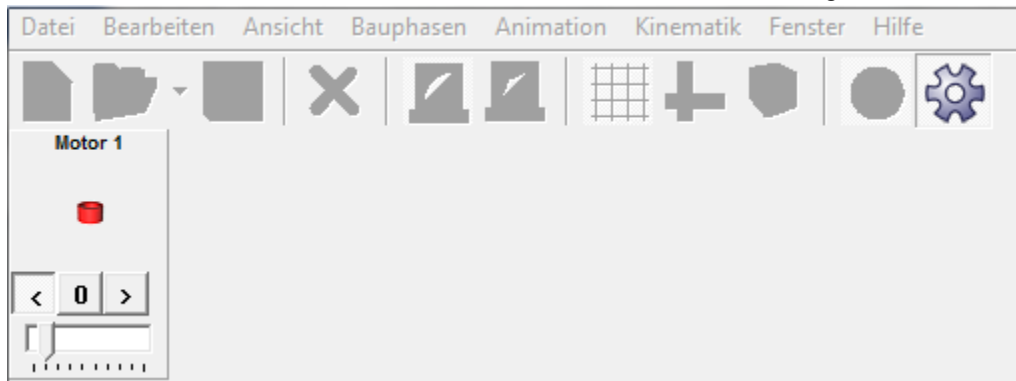 Datei Bearbeiten Ansicht Bauphasen Animation Kinematik Fenster Hilfe
Motor 1
< 0 >